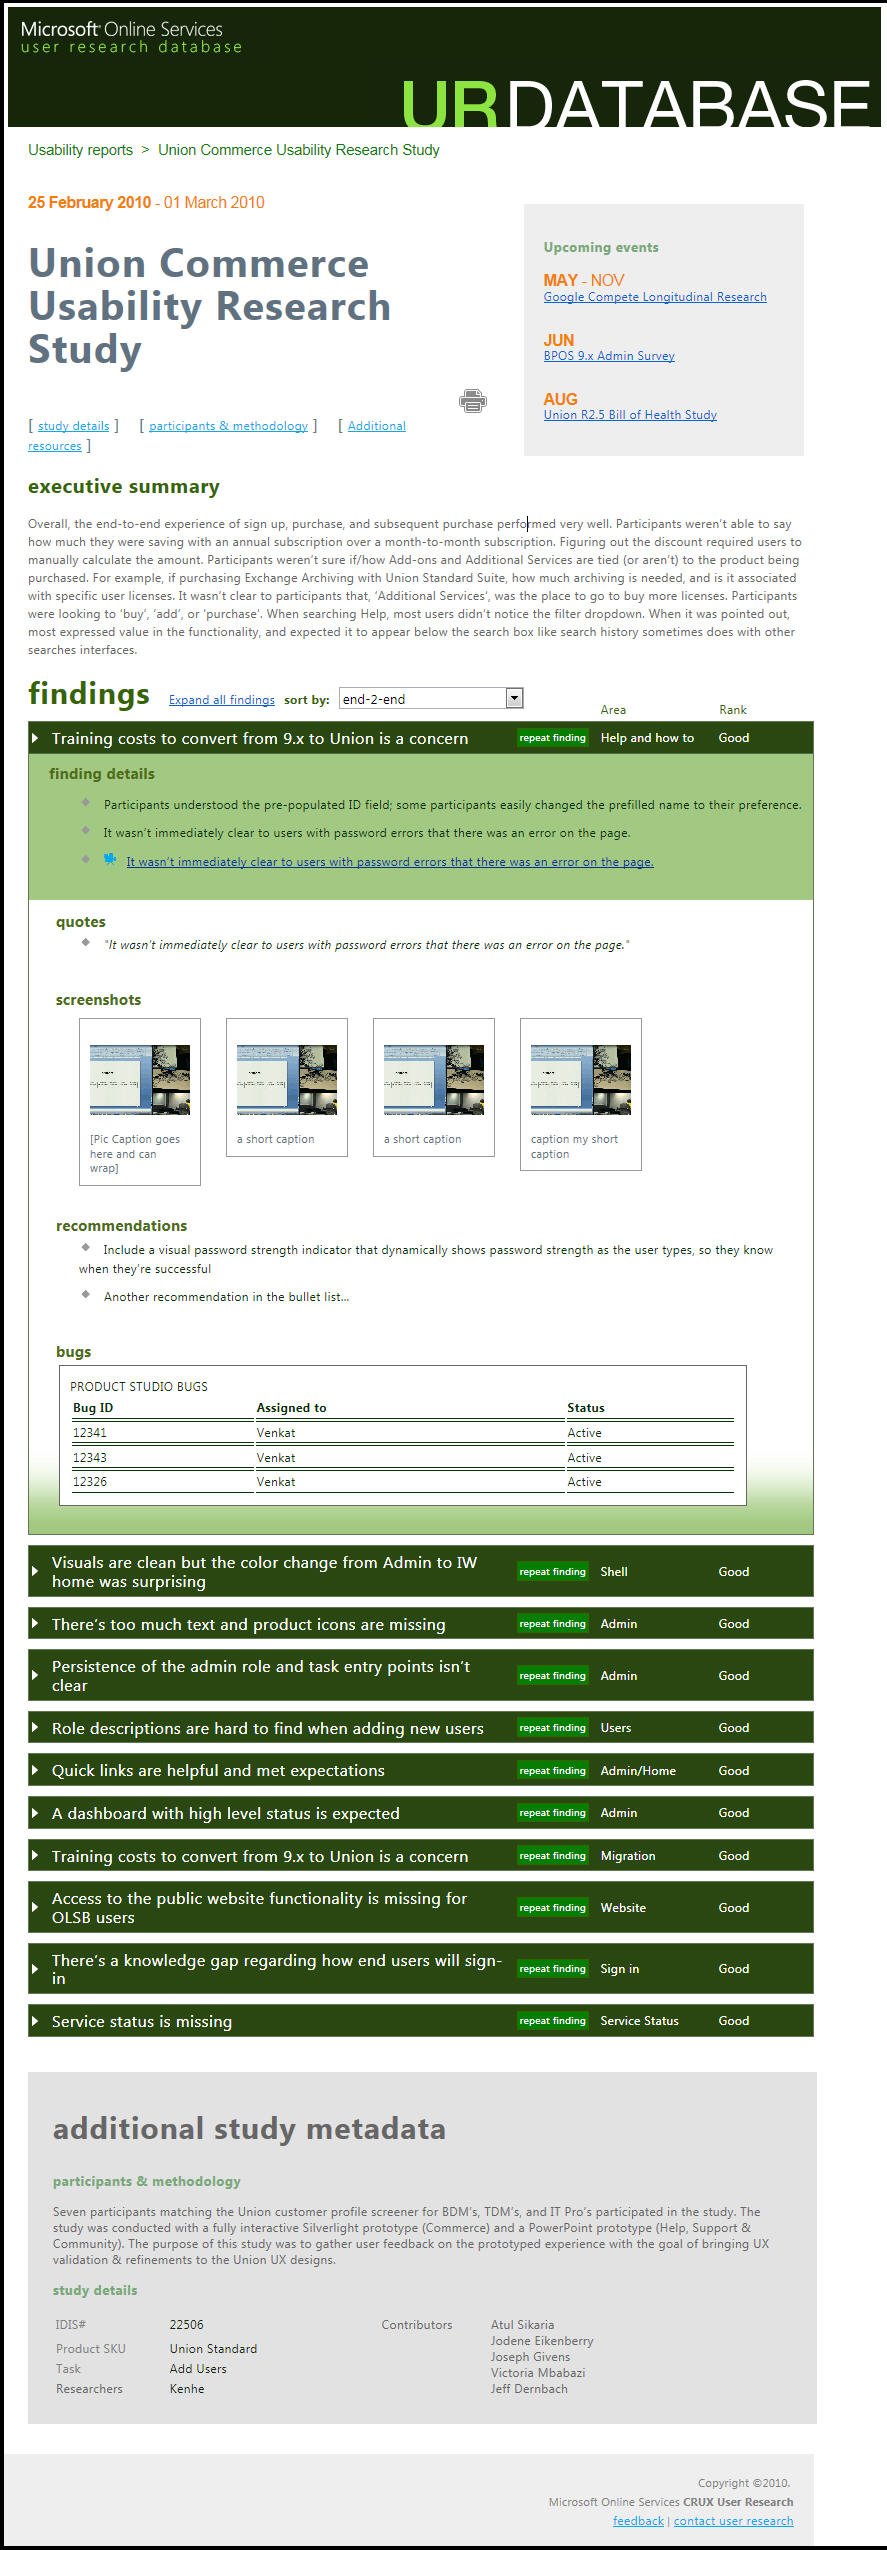 Microsoft Online Services
user research database
URDATABASE
Usability reports > Union Commerce Usability Research Study
25 February 2010 - 01 March 2010
Union Commerce
Usability Research
Study
[ study details ] [ participants & methodology ] [ Additional
resources ]
Upcoming events
MAY - NOV
Google Compete Longitudinal Research
JUN
BPOS 9.x Admin Survey
AUG
Union R2.5 Bill of Health Study
executive summary
Overall, the end-to-end experience of sign up, purchase, and subsequent purchase performed very well. Participants weren't able to say
how much they were saving with an annual subscription over a month-to-month subscription. Figuring out the discount required users to
manually calculate the amount. Participants weren't sure if/how Add-ons and Additional Services are tied (or aren't) to the product being
purchased. For example, if purchasing Exchange Archiving with Union Standard Suite, how much archiving is needed, and is it associated
with specific user licenses. It wasn't clear to participants that, 'Additional Services', was the place to go to buy more licenses. Participants
were looking to 'buy', 'add', or 'purchase'. When searching Help, most users didn't notice the filter dropdown. When it was pointed out,
most expressed value in the functionality, and expected it to appear below the search box like search history sometimes does with other
searches interfaces.
findings Expand all findings sort by: end-2-end
Area Rank
Training costs to convert from 9.x to Union is a concern repeat finding Help and how to Good
finding details
Participants understood the pre-populated ID field; some participants easily changed the prefilled name to their preference.
It wasn't immediately clear to users with password errors that there was an error on the page.
It wasn't immediately clear to users with password errors that there was an error on the page.
quotes
"It wasn't immediately clear to users with password errors that there was an error on the page."
screenshots
[Pic Caption goes
here and can
wrap]
a short caption
a short caption
caption my short
caption
recommendations
Include a visual password strength indicator that dynamically shows password strength as the user types, so they know
when they're successful
Another recommendation in the bullet list...
bugs
PRODUCT STUDIO BUGS
Bug ID Assigned to Status
12341 Venkat Active
12343 Venkat Active
12326 Venkat Active
Visuals are clean but the color change from Admin to IW
home was surprising repeat finding Shell Good
There's too much text and product icons are missing repeat finding Admin Good
Persistence of the admin role and task entry points isn't
clear repeat finding Admin Good
Role descriptions are hard to find when adding new users repeat finding Users Good
Quick links are helpful and met expectations repeat finding Admin/Home Good
A dashboard with high level status is expected repeat finding Admin Good
Training costs to convert from 9.x to Union is a concern repeat finding Migration Good
Access to the public website functionality is missing for
OLSB users repeat finding Website Good
There's a knowledge gap regarding how end users will sign-
in repeat finding Sign in Good
Service status is missing repeat finding Service Status Good
additional study metadata
participants & methodology
Seven participants matching the Union customer profile screener for BDM's, TDM's, and IT Pro's participated in the study. The
study was conducted with a fully interactive Silverlight prototype (Commerce) and a PowerPoint prototype (Help, Support &
Community). The purpose of this study was to gather user feedback on the prototyped experience with the goal of bringing UX
validation & refinements to the Union UX designs.
study details
IDIS# 22506
Product SKU Union Standard
Task Add Users
Researchers Kenhe
Contributors Atul Sikaria
Jodene Eikenberry
Joseph Givens
Victoria Mbabazi
Jeff Dernbach
Copyright ©2010.
Microsoft Online Services CRUX User Research
feedback | contact user research